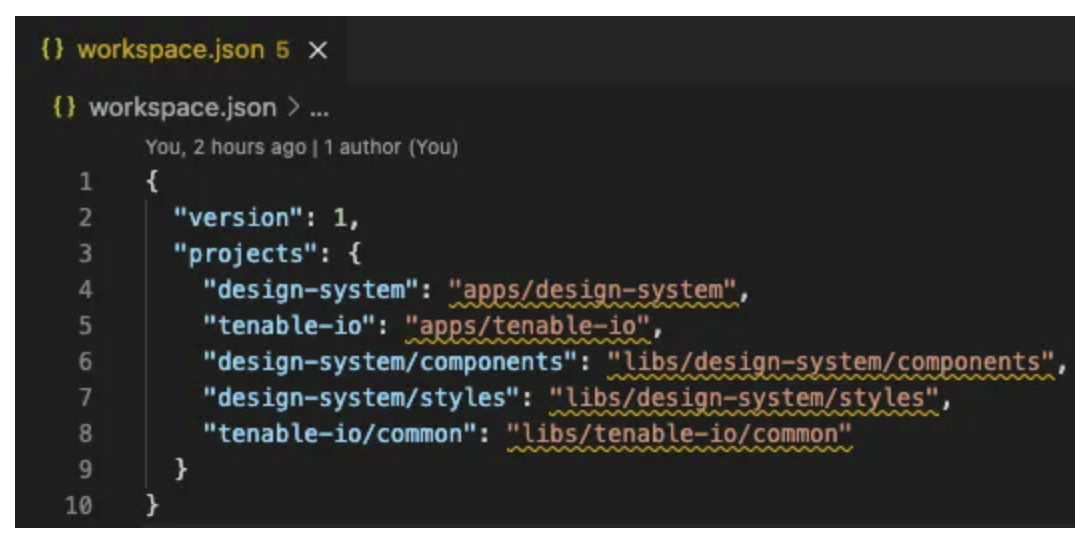 {} workspace.json 5 ×
{} workspace.json > ...
You, 2 hours ago | 1 author (You)
1 {
2 "version": 1,
3 "projects": {
4 "design-system": "apps/design-system",
5 "tenable-io": "apps/tenable-io",
6 "design-system/components": "libs/design-system/components",
7 "design-system/styles": "libs/design-system/styles",
8 "tenable-io/common": "libs/tenable-io/common"
9 }
10 }